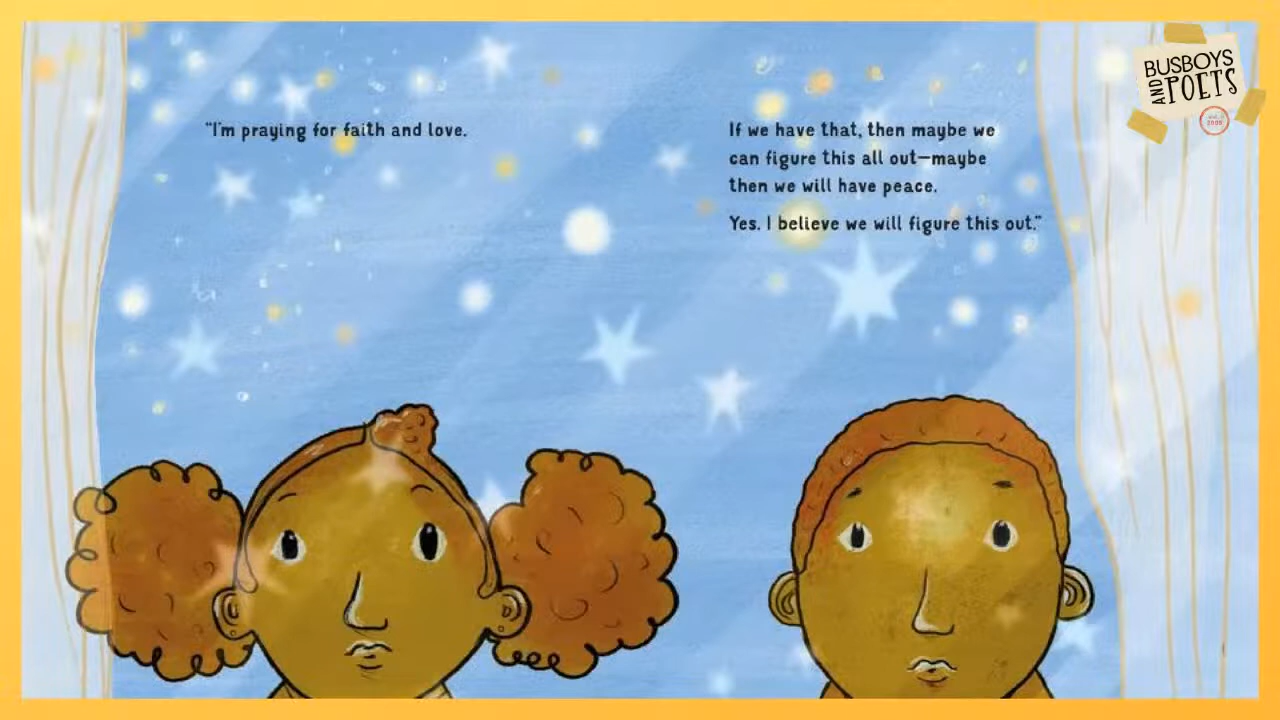 "I'm praying for faith and love.
If we have that, then maybe we
can figure this all out—maybe
then we will have peace.
Yes, I believe we will figure this out."
BUSBOYS
AND POETS